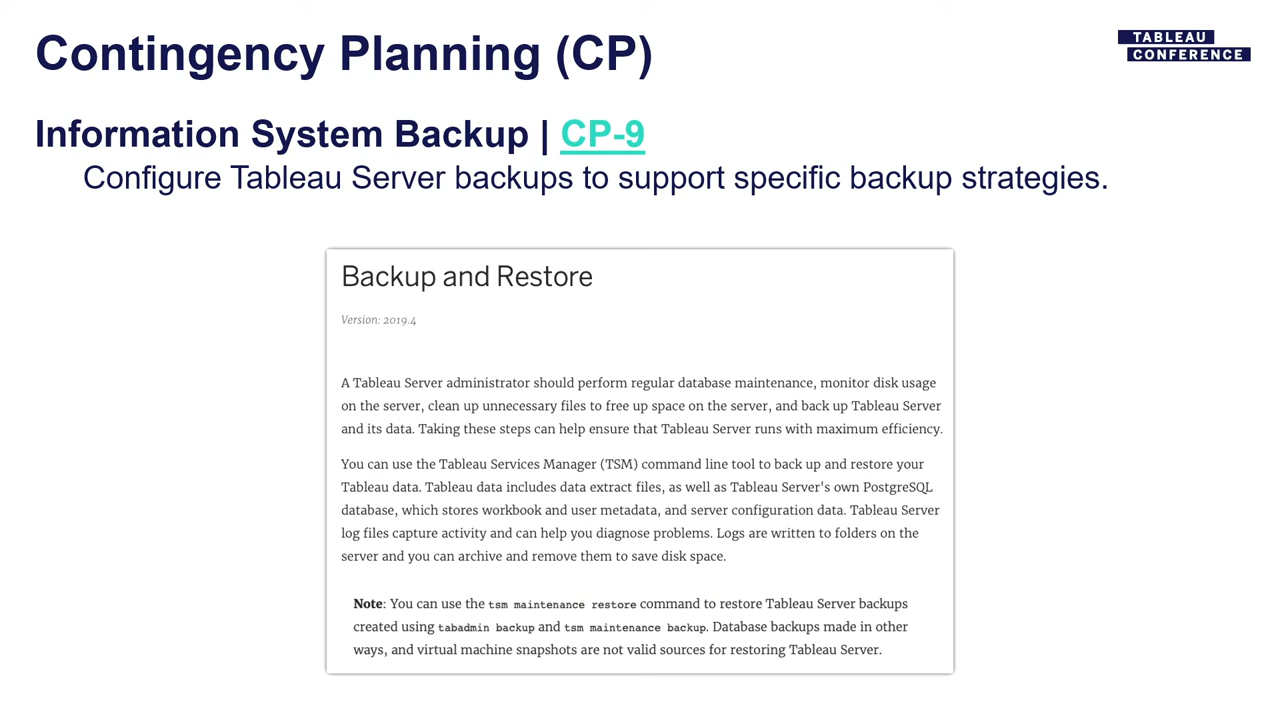 Contingency Planning (CP)
TABLEAU
CONFERENCE
Information System Backup | CP-9
Configure Tableau Server backups to support specific backup strategies.
Backup and Restore
Version: 2019.4
A Tableau Server administrator should perform regular database maintenance, monitor disk usage
on the server, clean up unnecessary files to free up space on the server, and back up Tableau Server
and its data. Taking these steps can help ensure that Tableau Server runs with maximum efficiency.
You can use the Tableau Services Manager (TSM) command line tool to back up and restore your
Tableau data. Tableau data includes data extract files, as well as Tableau Server's own PostgreSQL
database, which stores workbook and user metadata, and server configuration data. Tableau Server
log files capture activity and can help you diagnose problems. Logs are written to folders on the
server and you can archive and remove them to save disk space.
Note: You can use the tsm maintenance restore command to restore Tableau Server backups
created using tabadmin backup and tsm maintenance backup. Database backups made in other
ways, and virtual machine snapshots are not valid sources for restoring Tableau Server.